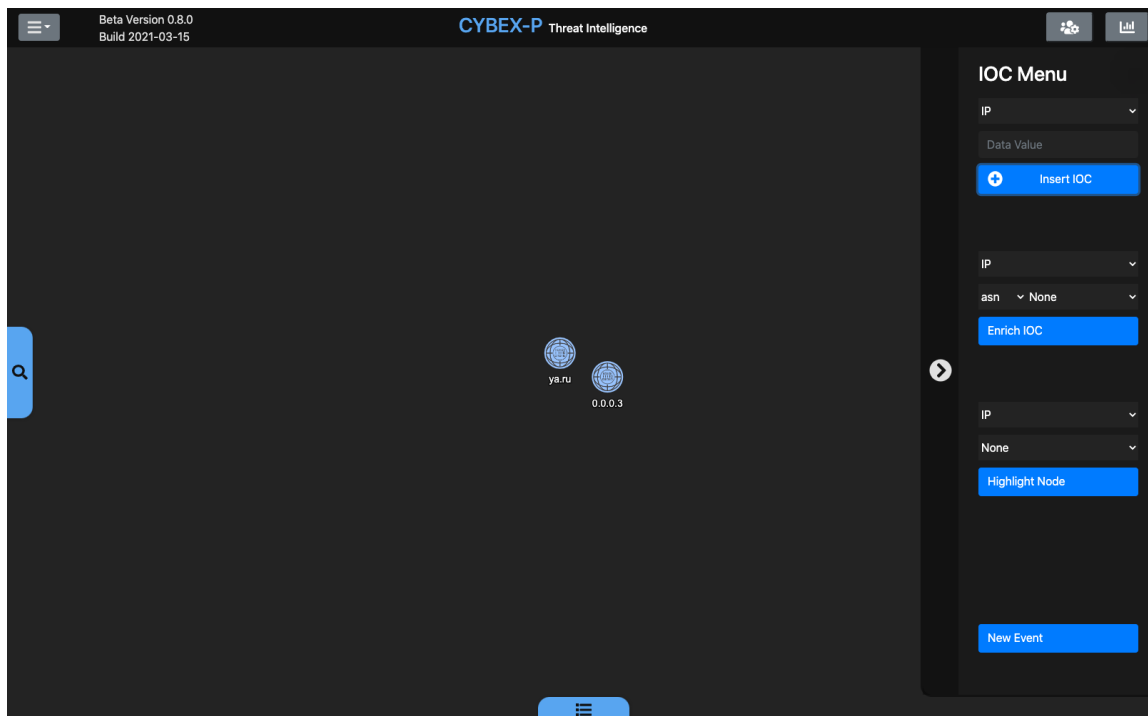 Beta Version 0.8.0
Build 2021-03-15
CYBEX-P Threat Intelligence
IOC Menu
IP
Data Value
Insert IOC
IP
asn None
Enrich IOC
ya.ru
0.0.0.3
IP
None
Highlight Node
New Event